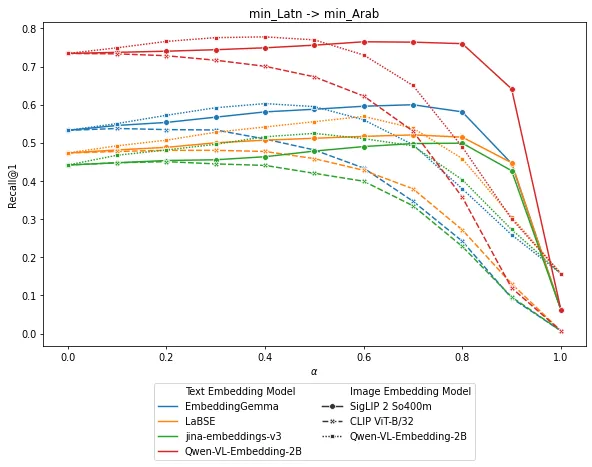 min_Latn -> min_Arab
0.8
0.7
0.6
0.5
0.4
0.3
0.2
0.1
0.0
Recall@1
0.0 0.2 0.4 0.6 0.8 1.0
α
Text Embedding Model Image Embedding Model
EmbeddingGemma SigLIP 2 So400m
LaBSE CLIP ViT-B/32
jina-embeddings-v3 Qwen-VL-Embedding-2B
Qwen-VL-Embedding-2B